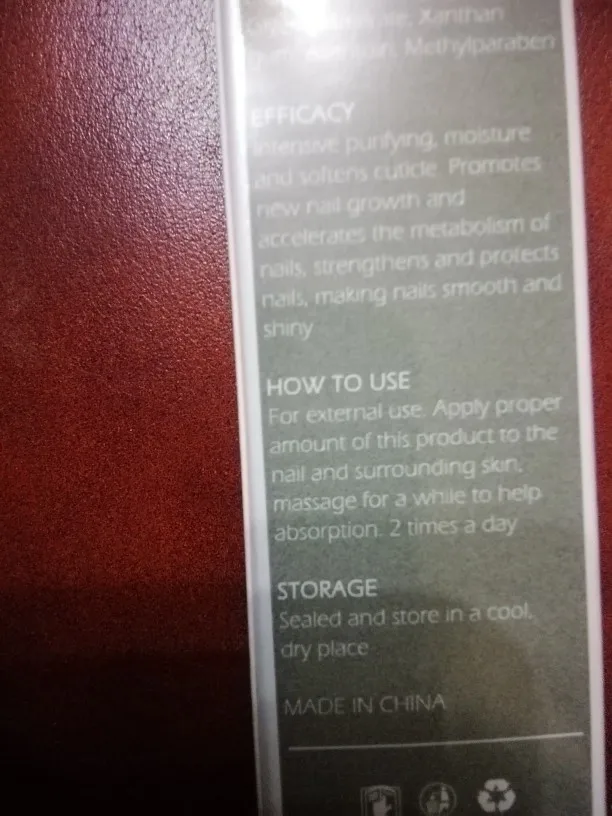 Xanthan
Methylparaben
EFFICACY
Intensive purifying, moisture
and softens cuticle. Promotes
new nail growth and
accelerates the metabolism of
nails, strengthens and protects
nails, making nails smooth and
shiny
HOW TO USE
For external use. Apply proper
amount of this product to the
nail and surrounding skin,
massage for a while to help
absorption. 2 times a day
STORAGE
Sealed and store in a cool,
dry place
MADE IN CHINA